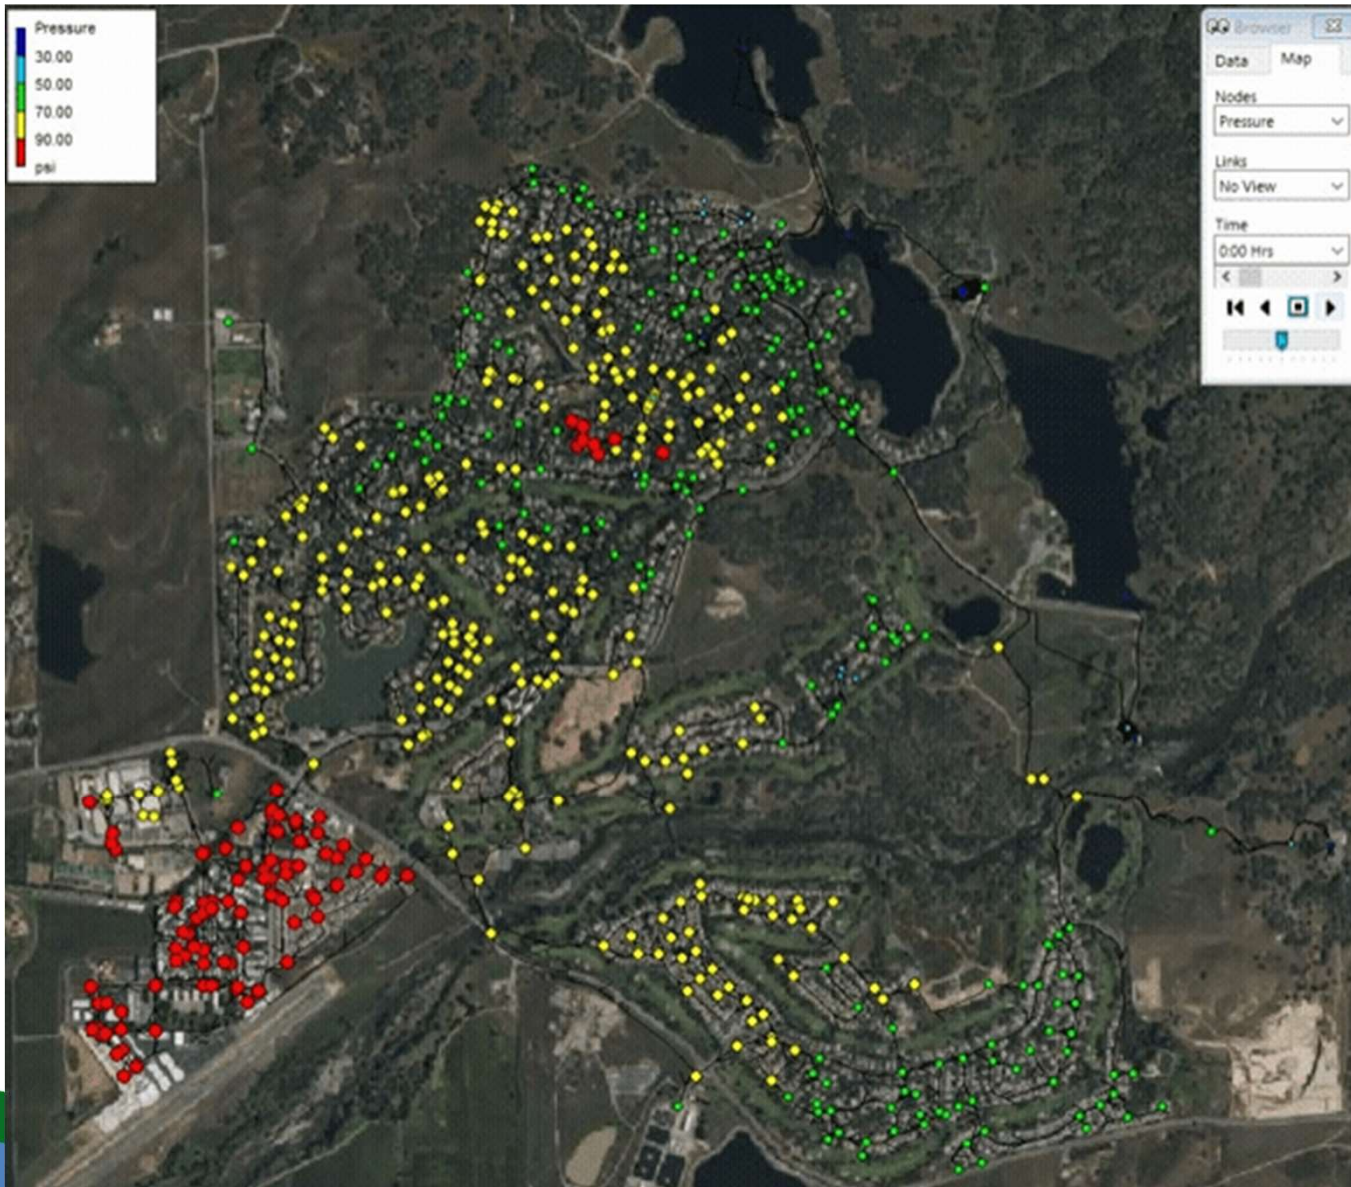 Pressure
30.00
50.00
70.00
90.00
psi
Browser
Data
Map
Nodes
Pressure
Links
No View
Time
0:00 Hrs